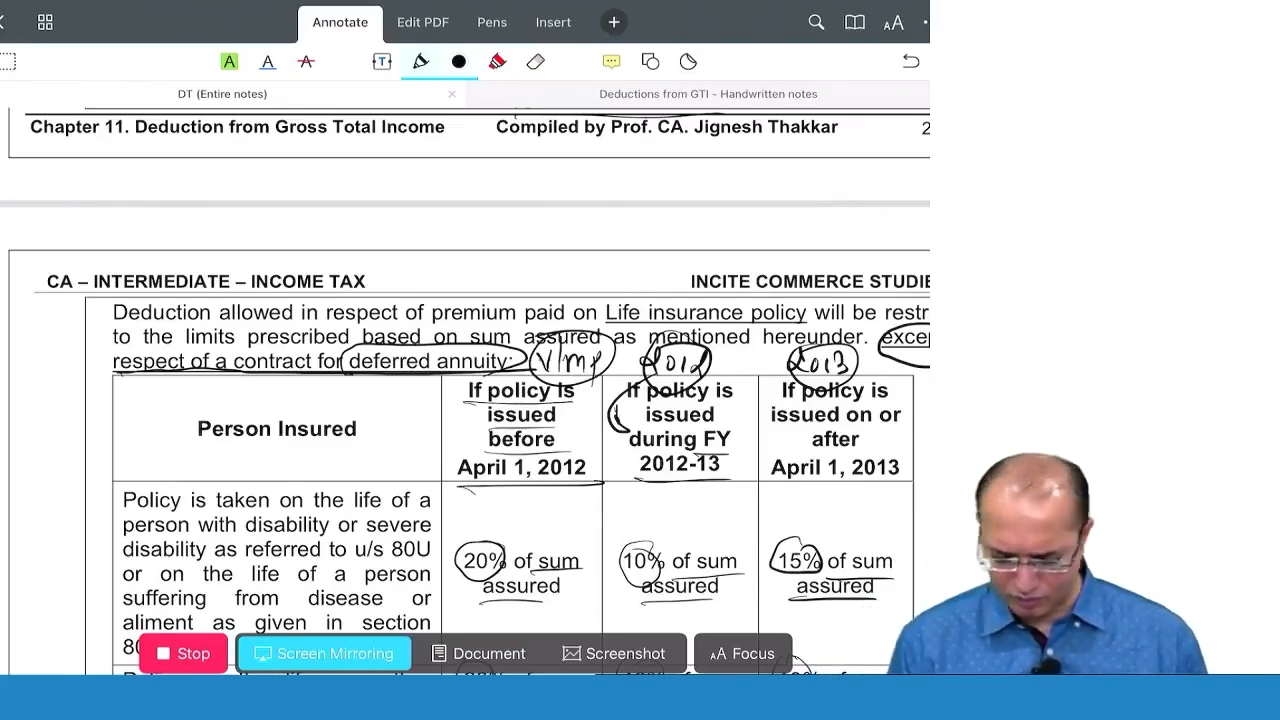 Annotate Edit PDF Pens Insert
AA
A A A T
DT (Entire notes) × Deductions from GTI - Handwritten notes
Chapter 11. Deduction from Gross Total Income Compiled by Prof. CA. Jignesh Thakkar 2
CA – INTERMEDIATE – INCOME TAX INCITE COMMERCE STUDIE
Deduction allowed in respect of premium paid on Life insurance policy will be restr
to the limits prescribed based on sum assured as mentioned hereunder. excep
respect of a contract for deferred annuity:
V/Mp 2012 2013
Person Insured
If policy is
issued
before
April 1, 2012
If policy is
issued
during FY
2012-13
If policy is
issued on or
after
April 1, 2013
Policy is taken on the life of a
person with disability or severe
disability as referred to u/s 80U
or on the life of a person
suffering from disease or
aliment as given in section
80
20% of sum
assured
10% of sum
assured
15% of sum
assured
Stop Screen Mirroring Document Screenshot AA Focus